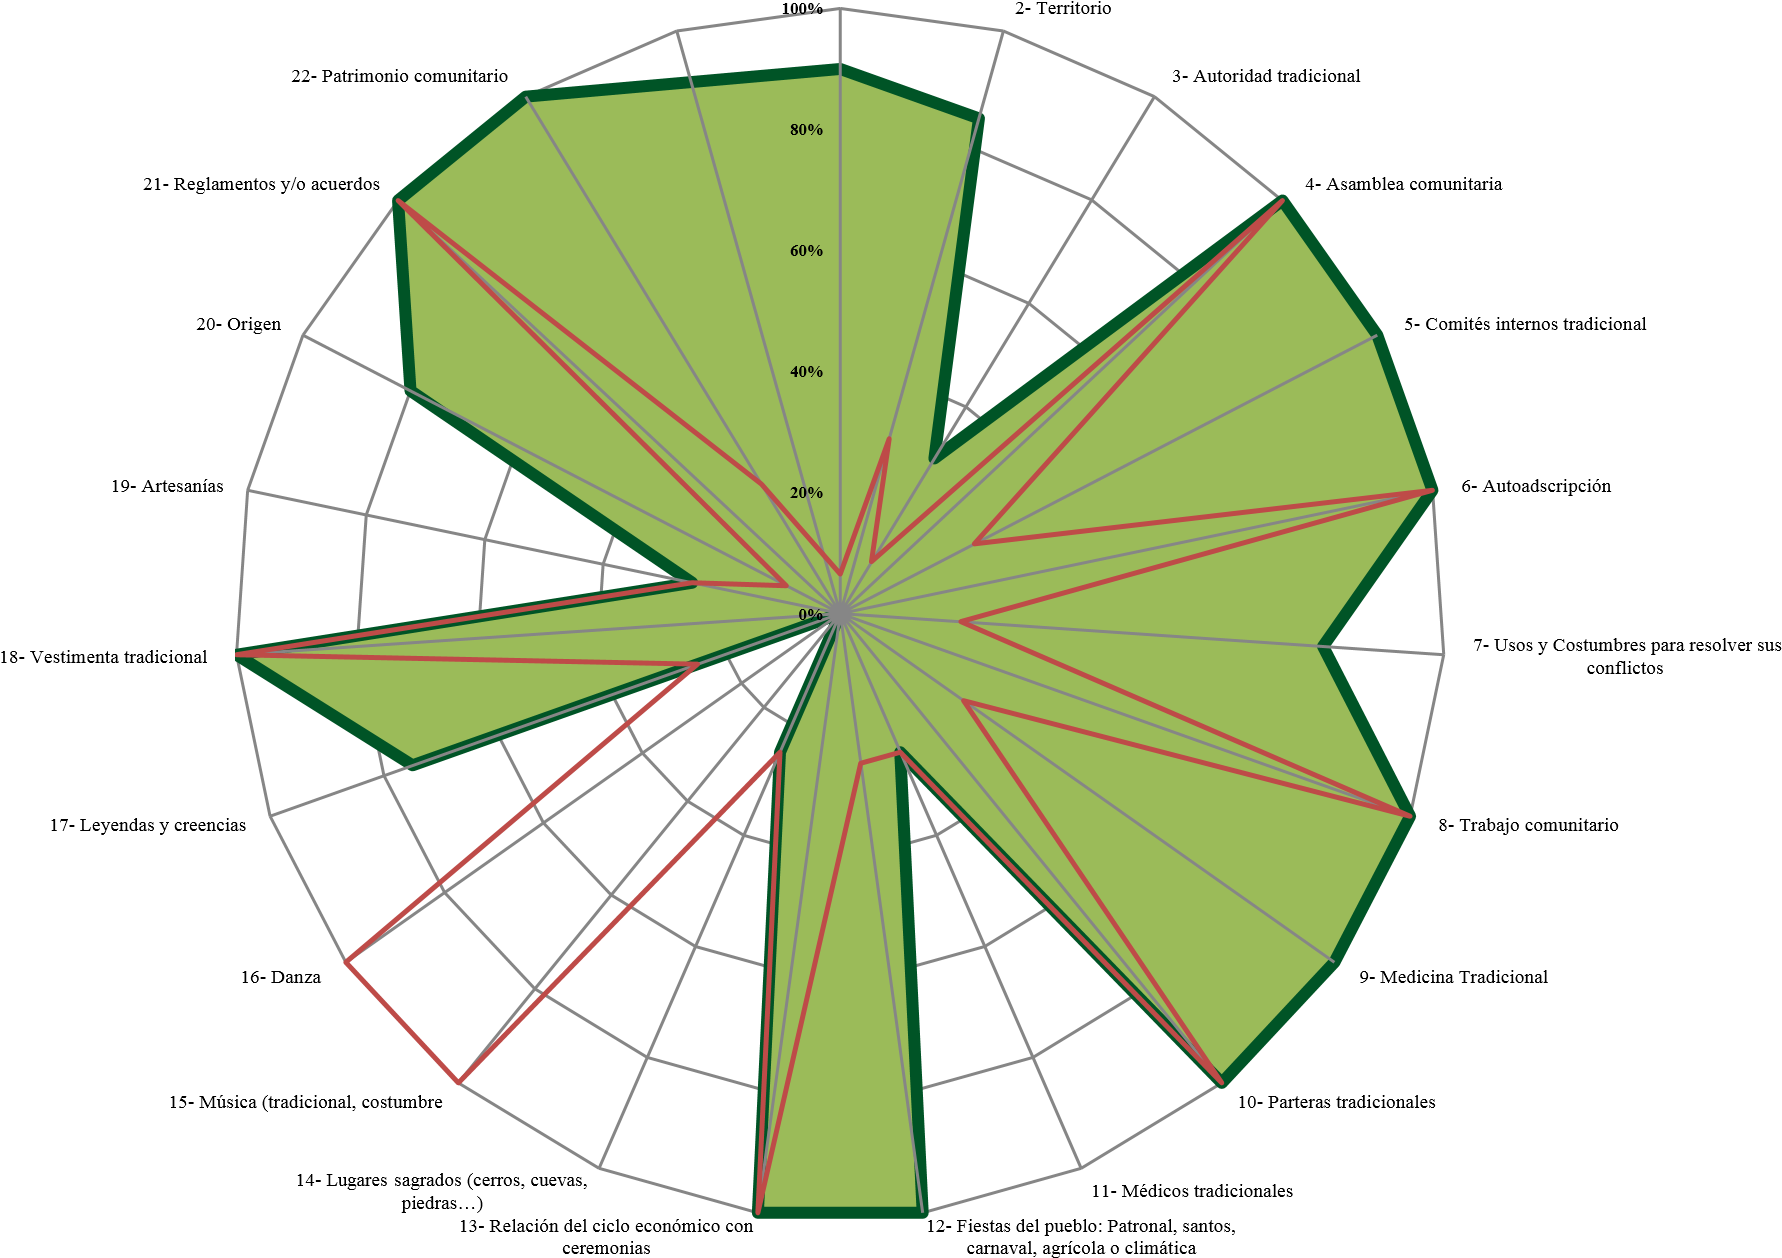 100%
80%
60%
40%
20%
0%
2- Territorio
3- Autoridad tradicional
4- Asamblea comunitaria
5- Comités internos tradicional
6- Autoadscripción
7- Usos y Costumbres para resolver sus
conflictos
8- Trabajo comunitario
9- Medicina Tradicional
10- Parteras tradicionales
11- Médicos tradicionales
12- Fiestas del pueblo: Patronal, santos,
carnaval, agrícola o climática
13- Relación del ciclo económico con
ceremonias
14- Lugares sagrados (cerros, cuevas,
piedras…)
15- Música (tradicional, costumbre
16- Danza
17- Leyendas y creencias
18- Vestimenta tradicional
19- Artesanías
20- Origen
21- Reglamentos y/o acuerdos
22- Patrimonio comunitario